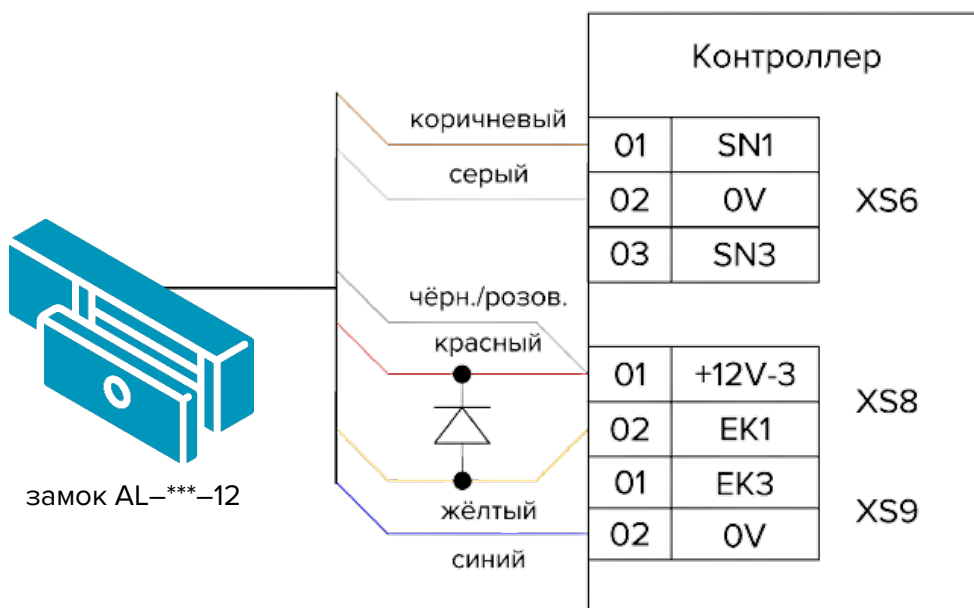 Контроллер
коричневый
01 SN1
серый
02 0V XS6
03 SN3
чёрн./розов.
красный
01 +12V-3 XS8
02 EK1
замок AL–***–12
01 EK3
жёлтый
XS9
02 0V
синий